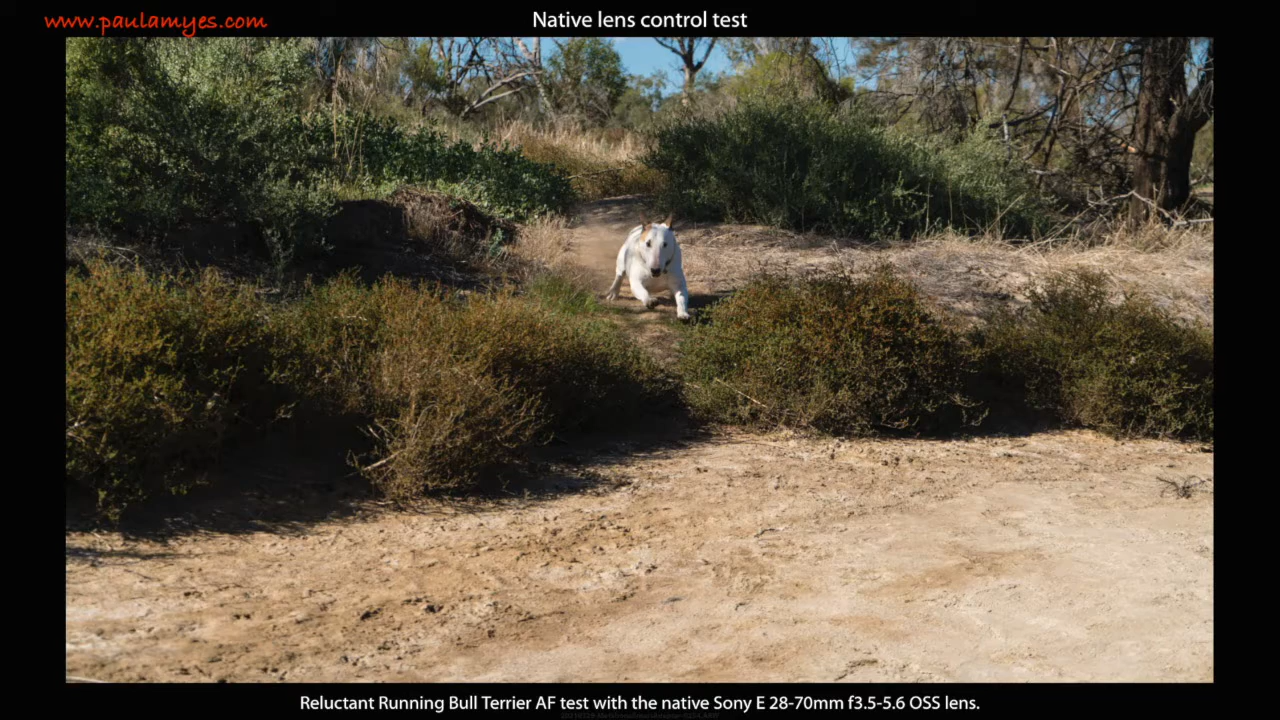 www.paulamyes.com
Native lens control test
Reluctant Running Bull Terrier AF test with the native Sony E 28-70mm f3.5-5.6 OSS lens.